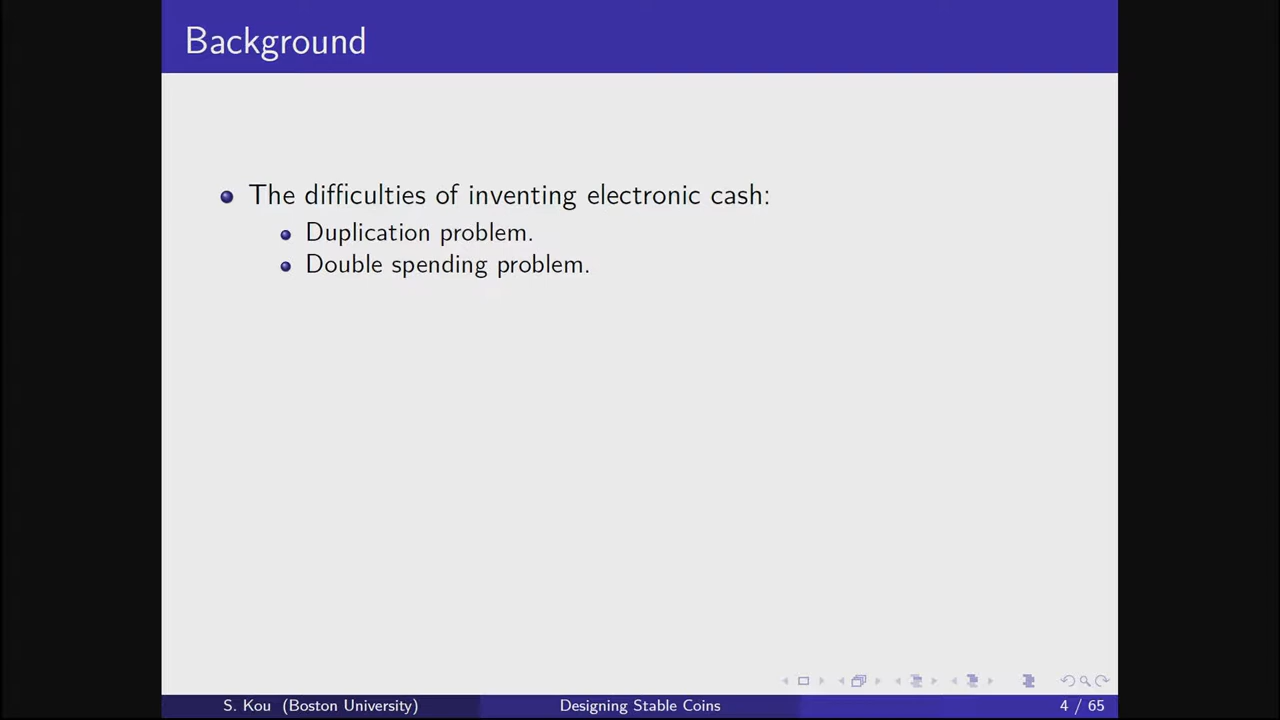 Background
The difficulties of inventing electronic cash:
Duplication problem.
Double spending problem.
S. Kou (Boston University)
Designing Stable Coins
4 / 65